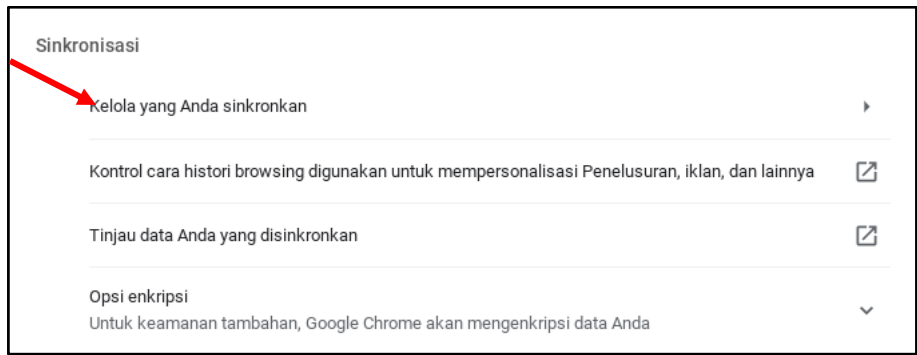 Sinkronisasi
Kelola yang Anda sinkronkan
Kontrol cara histori browsing digunakan untuk mempersonalisasi Penelusuran, iklan, dan lainnya
Tinjau data Anda yang disinkronkan
Opsi enkripsi
Untuk keamanan tambahan, Google Chrome akan mengenkripsi data Anda